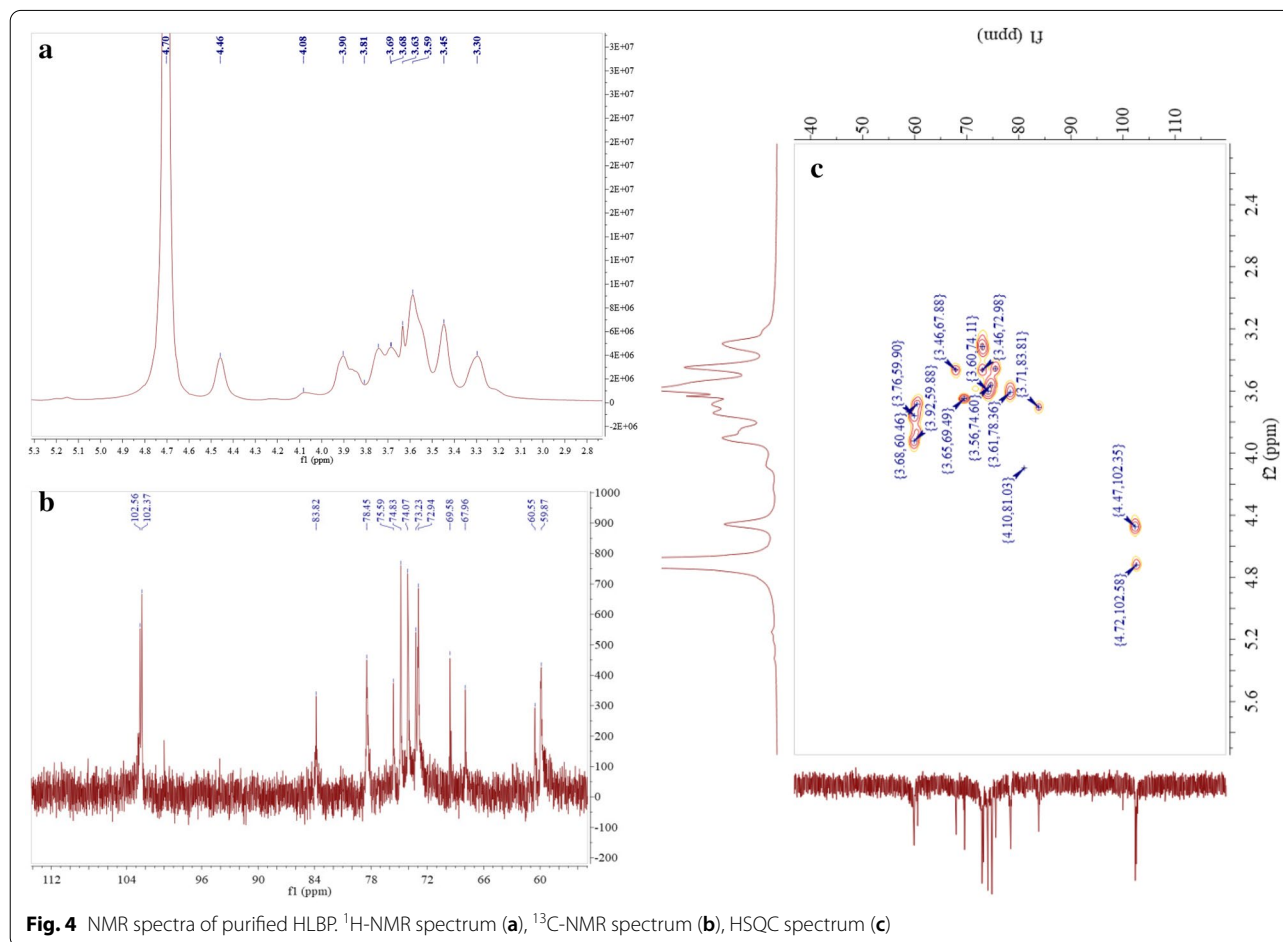 a
4.70
4.46
4.08
3.90
3.81
3.69
3.68
3.63
3.59
3.45
3.30
3E+07
3E+07
3E+07
2E+07
2E+07
2E+07
2E+07
2E+07
1E+07
1E+07
1E+07
8E+06
6E+06
4E+06
2E+06
0
-2E+06
5.3 5.2 5.1 5.0 4.9 4.8 4.7 4.6 4.5 4.4 4.3 4.2 4.1 4.0 3.9 3.8 3.7 3.6 3.5 3.4 3.3 3.2 3.1 3.0 2.9 2.8
f1 (ppm)
b
102.56
102.37
83.82
78.45
75.59
74.83
74.07
73.23
72.94
69.58
67.96
60.55
59.87
1000
900
800
700
600
500
400
300
200
100
0
-100
-200
112 104 96 90 84 78 72 66 60
f1 (ppm)
f1 (ppm)
40 50 60 70 80 90 100 110
c
{3.46,67.88}
{3.60,74.11}
{3.46,72.98}
{3.76,59.90}
{3.92,59.88}
{3.71,83.81}
{3.68,60.46}
{3.65,69.49}
{3.56,74.60}
{3.61,78.36}
{4.10,81.03}
{4.47,102.35}
{4.72,102.58}
2.4
2.8
3.2
3.6
4.0
4.4
4.8
5.2
5.6
f2 (ppm)
Fig. 4 NMR spectra of purified HLBP. ¹H-NMR spectrum (a), ¹³C-NMR spectrum (b), HSQC spectrum (c)